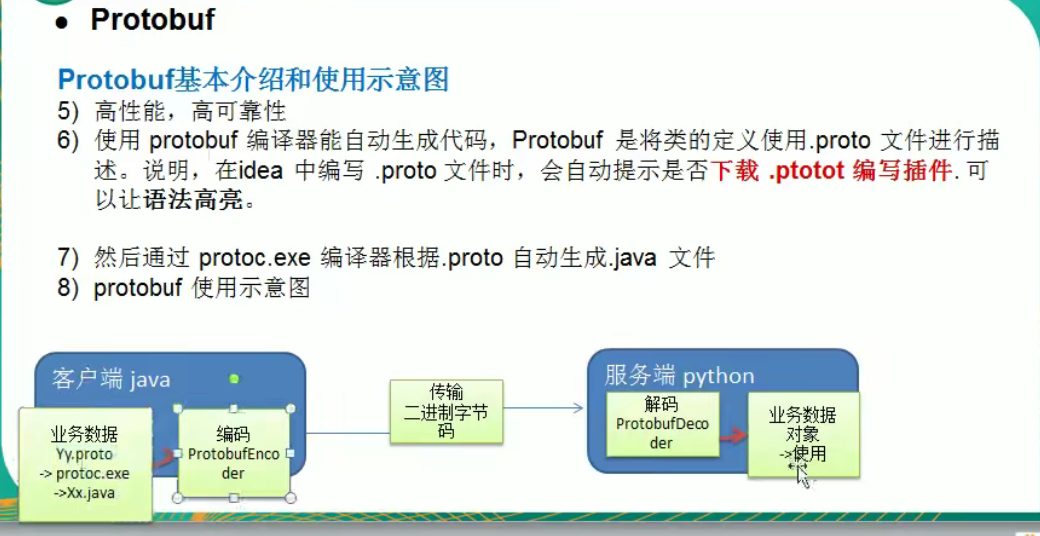 ● Protobuf
Protobuf基本介绍和使用示意图
5) 高性能，高可靠性
6) 使用 protobuf 编译器能自动生成代码，Protobuf 是将类的定义使用.proto 文件进行描
述。说明，在idea 中编写 .proto 文件时，会自动提示是否下载 .ptotot 编写插件. 可
以让语法高亮。
7) 然后通过 protoc.exe 编译器根据.proto 自动生成.java 文件
8) protobuf 使用示意图
客户端 java
业务数据
Yy.proto
-> protoc.exe
->Xx.java
编码
ProtobufEnco
der
传输
二进制字节
码
服务端 python
解码
ProtobufDeco
der
业务数据
对象
->使用